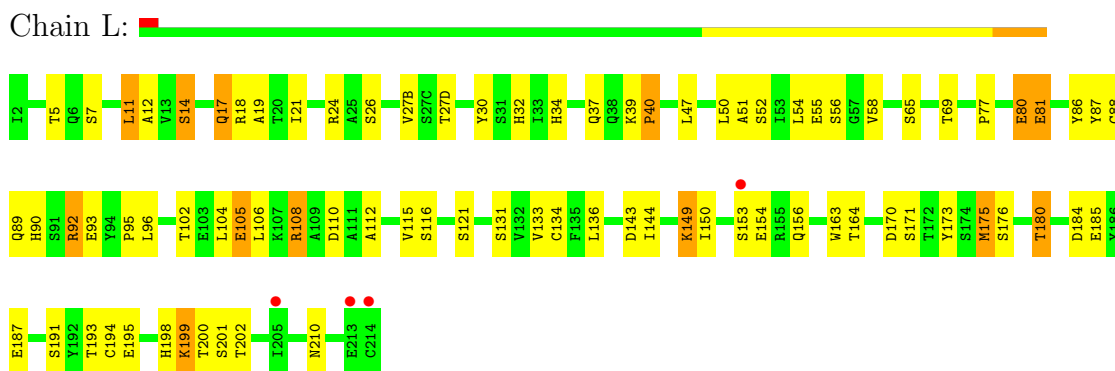 Chain L:
I2 T5 Q6 S7 L11 A12 V13 S14 Q17 R18 A19 T20 I21 R24 A25 S26 V27B S27C T27D Y30 S31 H32 I33 H34 Q37 Q38 K39 P40 L47 L50 A51 S52 I53 L54 E55 S56 G57 V58 S65 T69 P77 E80 E81 Y86 Y87 C88
Q89 H90 S91 R92 E93 Y94 P95 L96 T102 E103 L104 E105 L106 K107 R108 A109 D110 A111 A112 V115 S116 S121 S131 V132 V133 C134 F135 L136 D143 I144 K149 I150 S153 E154 R155 Q156 W163 T164 D170 S171 T172 Y173 S174 M175 S176 T180 D184 E185 Y186
E187 S191 Y192 T193 C194 E195 H198 K199 T200 S201 T202 I205 N210 E213 C214